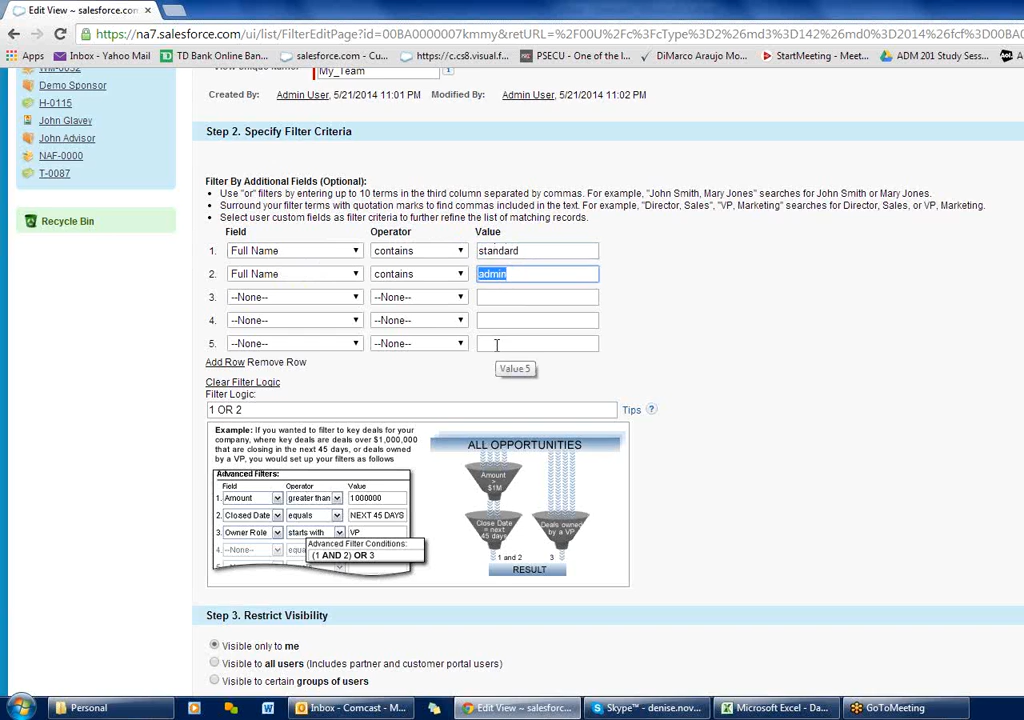 Edit View ~ salesforce.com ×
https://na7.salesforce.com/ui/list/FilterEditPage?id=00BA0000007kmmy&retURL=%2F00U%2Fc%3FcType%3D2%26md3%3D142%26md0%3D2014%26fcf%3D00BA0
Apps Inbox - Yahoo Mail TD Bank Online Ban... salesforce.com - Cu... https://c.cs8.visual.f... PSECU - One of the l... DiMarco Araujo Mo... StartMeeting - Meet... ADM 201 Study Sess...
My_Team
Demo Sponsor
H-0115
John Glavey
John Advisor
NAF-0000
T-0087
Recycle Bin
Created By: Admin User, 5/21/2014 11:01 PM Modified By: Admin User, 5/21/2014 11:02 PM
Step 2. Specify Filter Criteria
Filter By Additional Fields (Optional):
• Use "or" filters by entering up to 10 terms in the third column separated by commas. For example, "John Smith, Mary Jones" searches for John Smith or Mary Jones.
• Surround your filter terms with quotation marks to find commas included in the text. For example, "Director, Sales", "VP, Marketing" searches for Director, Sales, or VP, Marketing.
• Select user custom fields as filter criteria to further refine the list of matching records.
Field Operator Value
1. Full Name contains standard
2. Full Name contains admin
3. --None-- --None--
4. --None-- --None--
5. --None-- --None--
Value 5
Add Row Remove Row
Clear Filter Logic
Filter Logic:
1 OR 2 Tips ?
Example: If you wanted to filter to key deals for your
company, where key deals are deals over $1,000,000
that are closing in the next 45 days, or deals owned
by a VP, you would set up your filters as follows
Advanced Filters:
Field Operator Value
1. Amount greater than 1000000
2. Closed Date equals NEXT 45 DAYS
3. Owner Role starts with VP
4. --None-- equa
Advanced Filter Conditions:
(1 AND 2) OR 3
ALL OPPORTUNITIES
Amount
>
$1M
Close Date
= next
45 days
Deals owned
by a VP
1 and 2 3
RESULT
Step 3. Restrict Visibility
Visible only to me
Visible to all users (Includes partner and customer portal users)
Visible to certain groups of users
Personal Inbox - Comcast - M... Edit View ~ salesforc... Skype™ - denise.nov... Microsoft Excel - Da... GoToMeeting